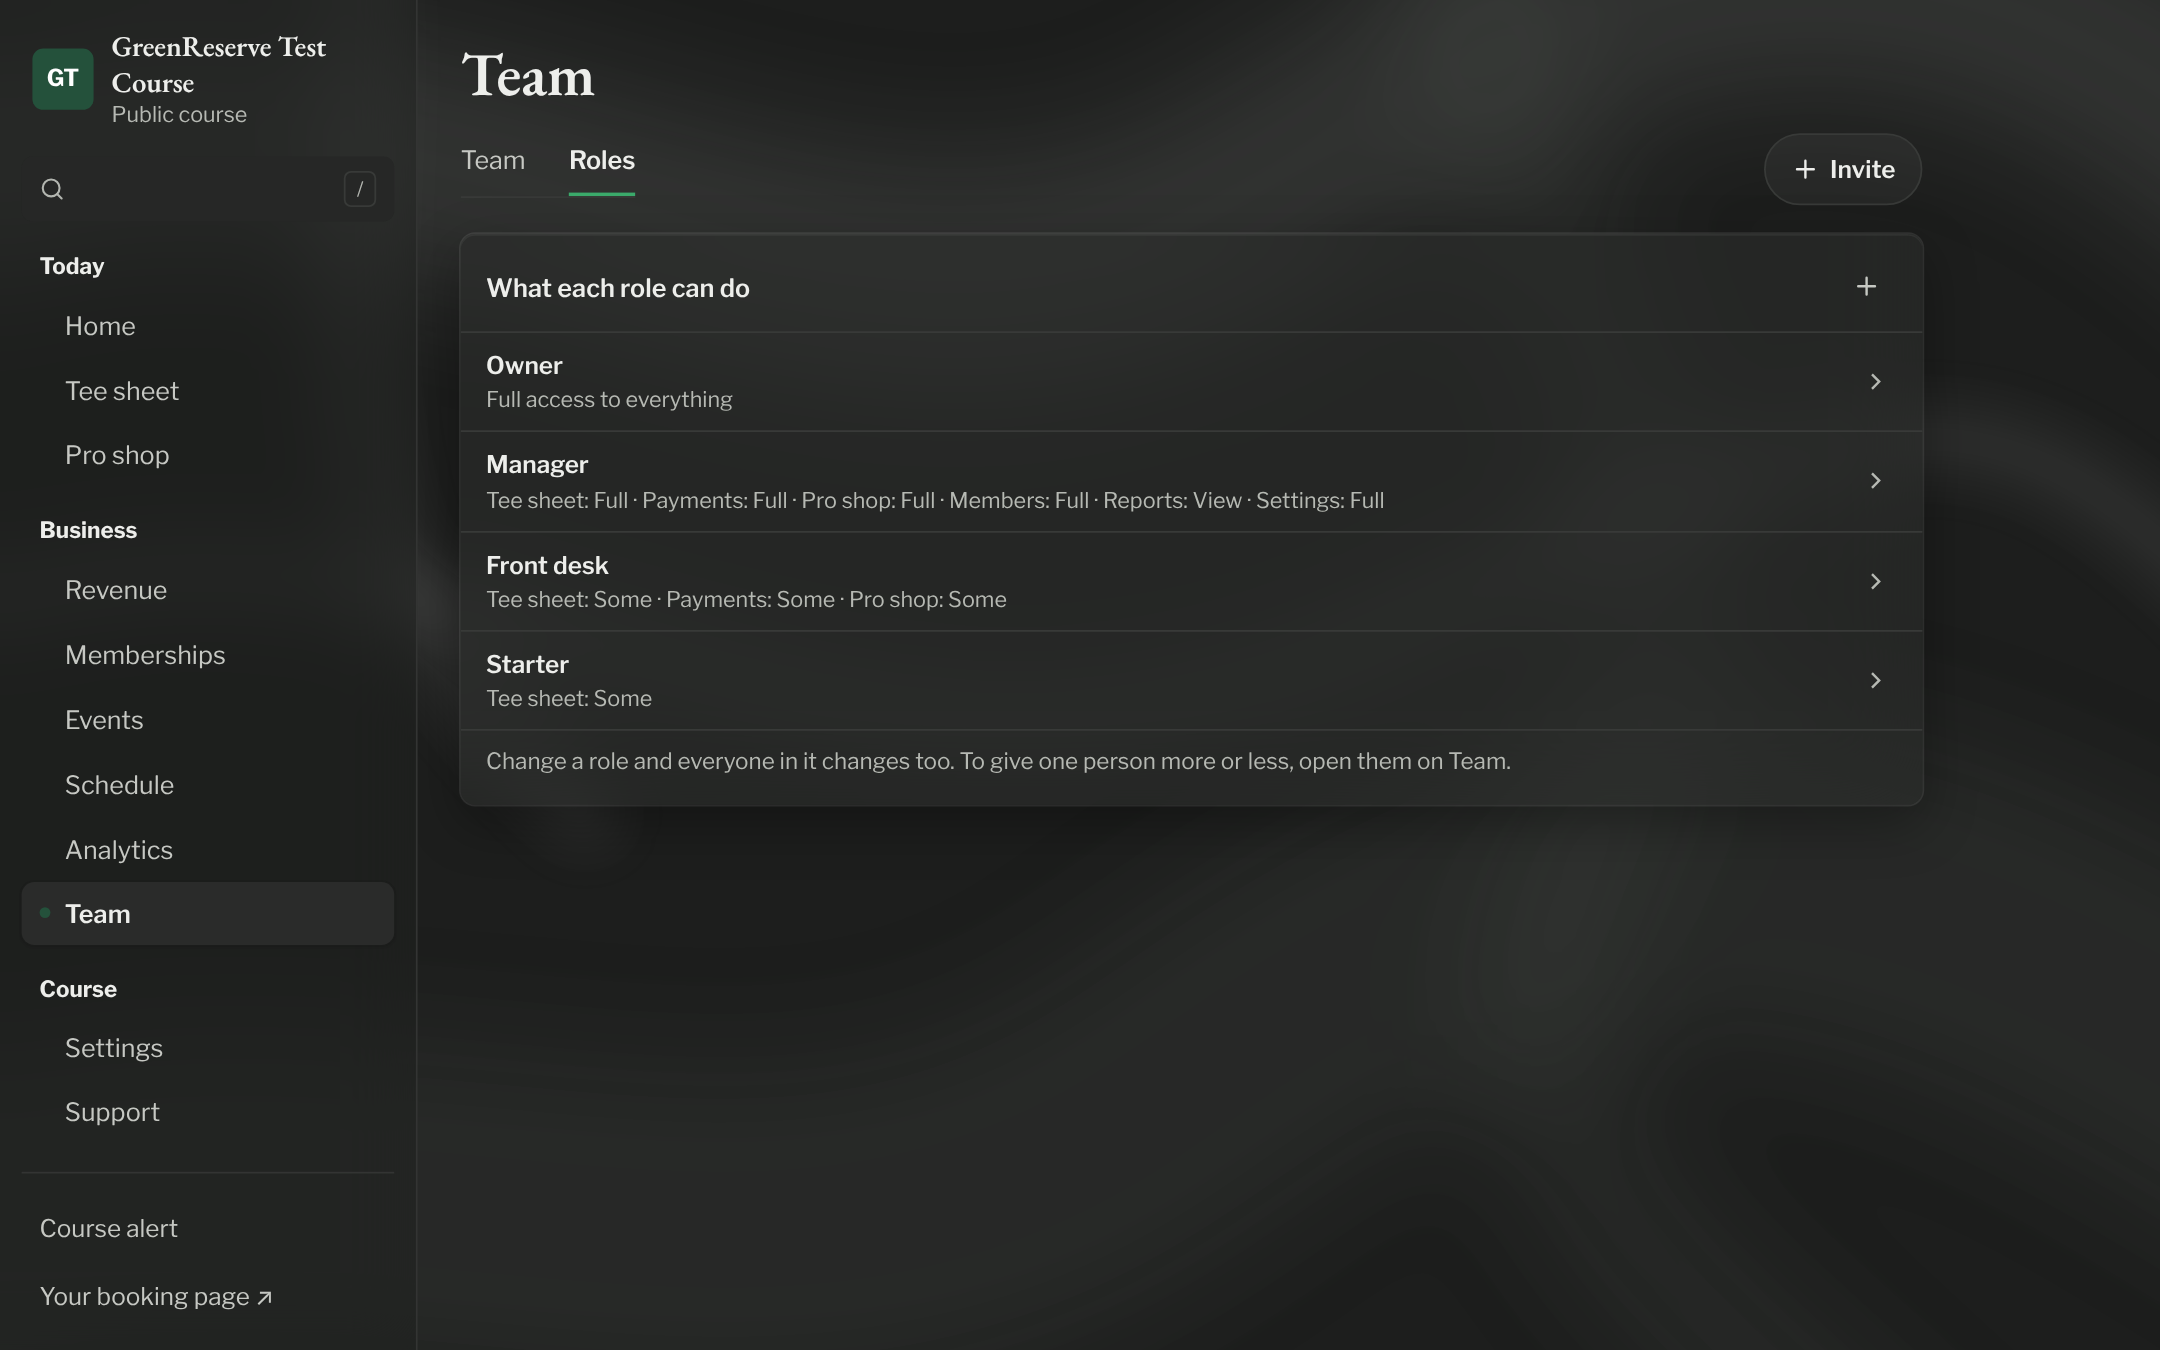 GT
GreenReserve Test
Course
Public course
/
Today
Home
Tee sheet
Pro shop
Business
Revenue
Memberships
Events
Schedule
Analytics
Team
Course
Settings
Support
Course alert
Your booking page ↗
Team
Team
Roles
+ Invite
What each role can do
+
Owner
Full access to everything
Manager
Tee sheet: Full · Payments: Full · Pro shop: Full · Members: Full · Reports: View · Settings: Full
Front desk
Tee sheet: Some · Payments: Some · Pro shop: Some
Starter
Tee sheet: Some
Change a role and everyone in it changes too. To give one person more or less, open them on Team.